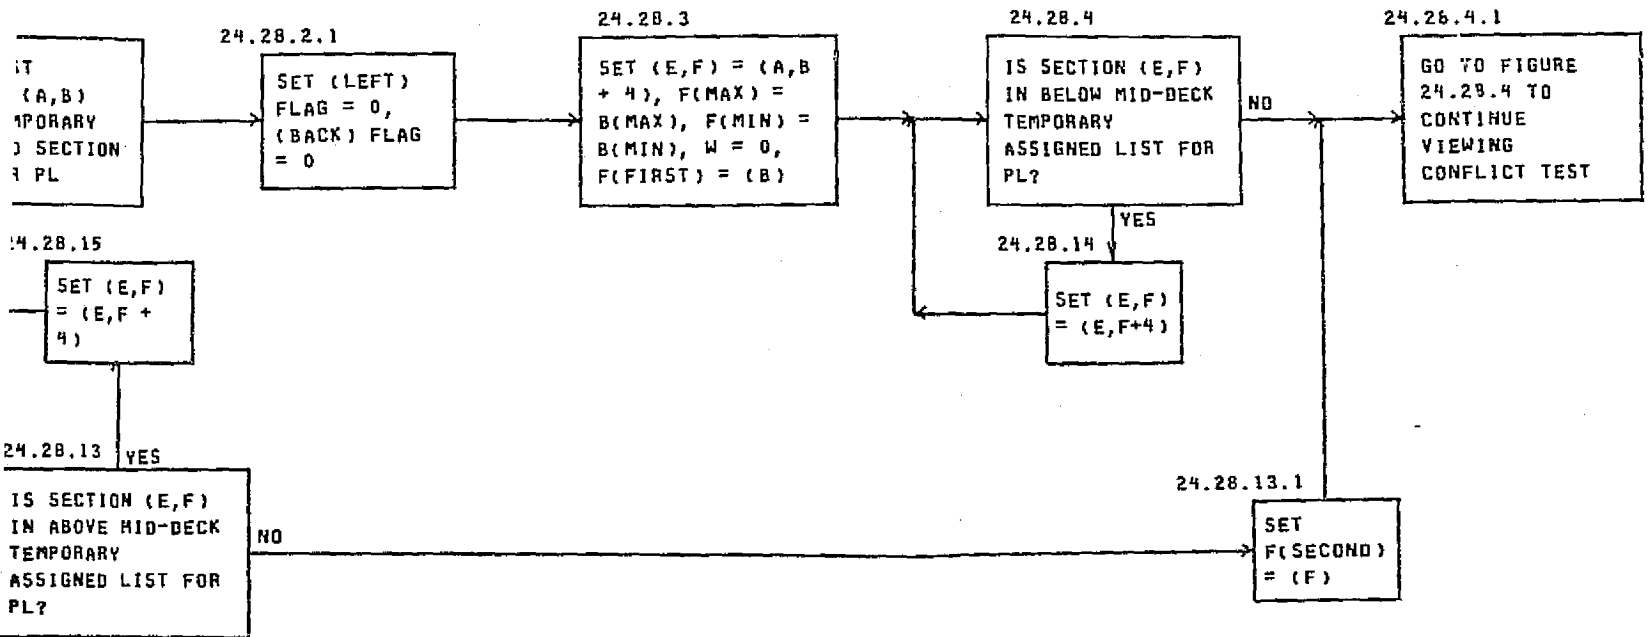 24.28.2.1
24.28.3
24.28.4
24.28.4.1
(A,B)
SECTION
PL
SET (LEFT)
FLAG = 0,
(BACK) FLAG
= 0
SET (E,F) = (A,B
+ 4), F(MAX) =
B(MAX), F(MIN) =
B(MIN), W = 0,
F(FIRST) = (B)
IS SECTION (E,F)
IN BELOW MID-DECK
TEMPORARY
ASSIGNED LIST FOR
PL?
NO
GO TO FIGURE
24.28.4 TO
CONTINUE
VIEWING
CONFLICT TEST
YES
4.28.15
SET (E,F)
= (E,F +
4)
24.28.14
SET (E,F)
= (E,F+4)
24.28.13
YES
IS SECTION (E,F)
IN ABOVE MID-DECK
TEMPORARY
ASSIGNED LIST FOR
PL?
NO
24.28.13.1
SET
F(SECOND)
= (F)